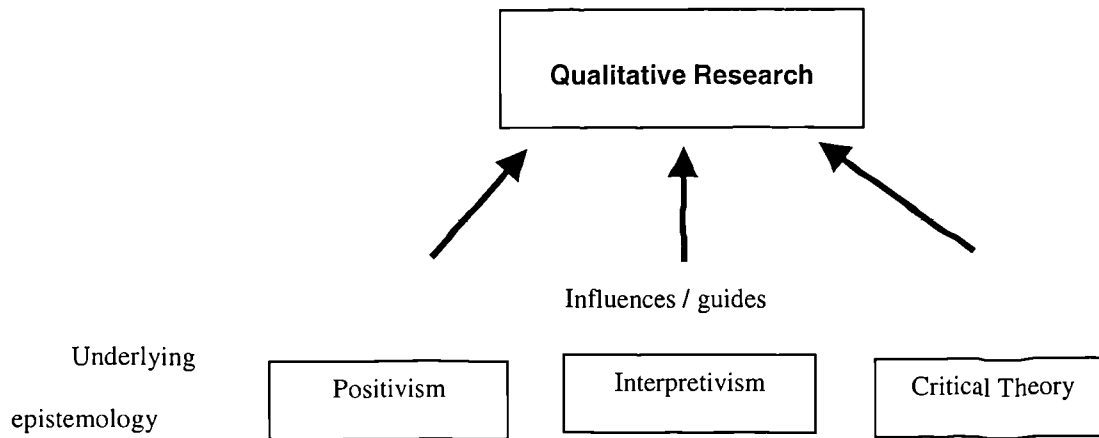 Qualitative Research
Influences / guides
Underlying
epistemology
Positivism
Interpretivism
Critical Theory